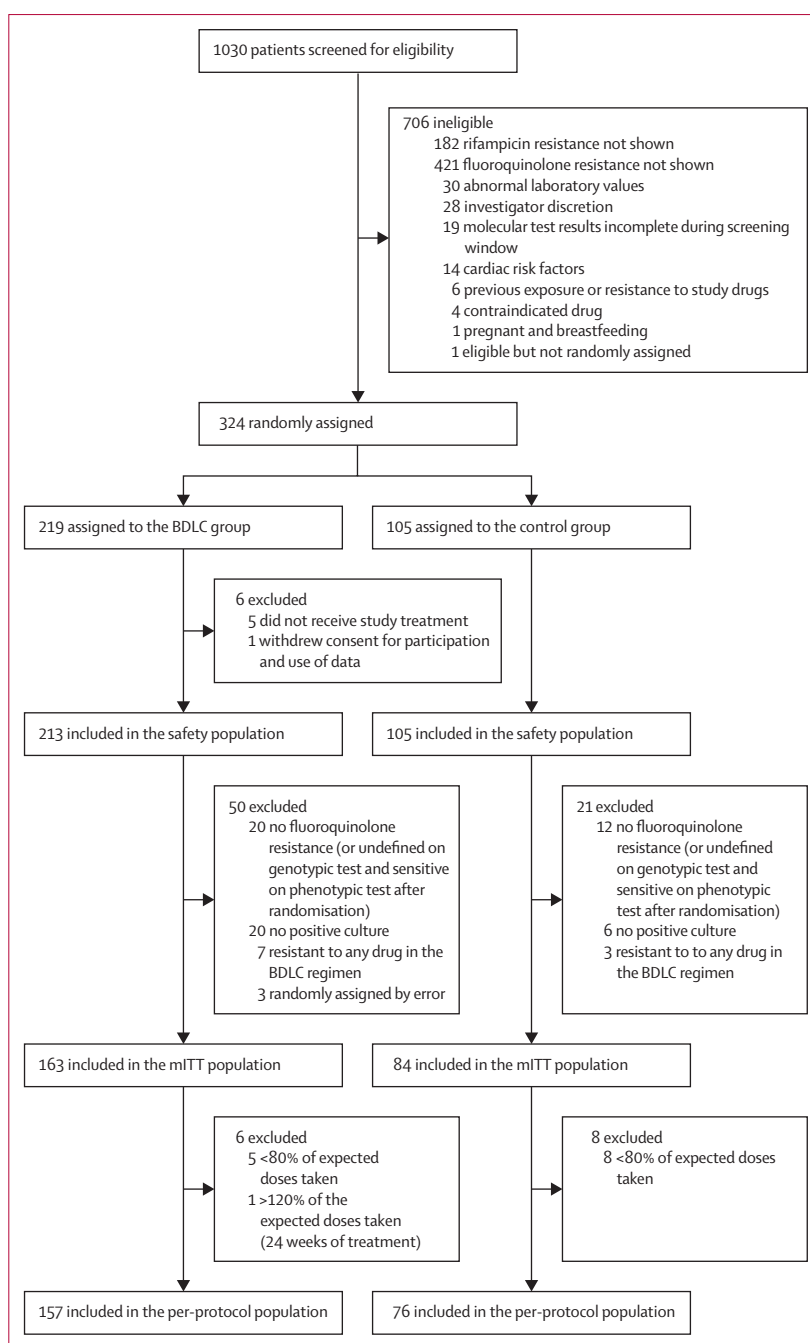 1030 patients screened for eligibility
706 ineligible
182 rifampicin resistance not shown
421 fluoroquinolone resistance not shown
30 abnormal laboratory values
28 investigator discretion
19 molecular test results incomplete during screening
window
14 cardiac risk factors
6 previous exposure or resistance to study drugs
4 contraindicated drug
1 pregnant and breastfeeding
1 eligible but not randomly assigned
324 randomly assigned
219 assigned to the BDLC group
105 assigned to the control group
6 excluded
5 did not receive study treatment
1 withdrew consent for participation
and use of data
213 included in the safety population
105 included in the safety population
50 excluded
20 no fluoroquinolone
resistance (or undefined on
genotypic test and sensitive
on phenotypic test after
randomisation)
20 no positive culture
7 resistant to any drug in the
BDLC regimen
3 randomly assigned by error
21 excluded
12 no fluoroquinolone
resistance (or undefined
on genotypic test and
sensitive on phenotypic
test after randomisation)
6 no positive culture
3 resistant to to any drug in
the BDLC regimen
163 included in the mITT population
84 included in the mITT population
6 excluded
5 <80% of expected
doses taken
1 >120% of the
expected doses taken
(24 weeks of treatment)
8 excluded
8 <80% of expected doses
taken
157 included in the per-protocol population
76 included in the per-protocol population